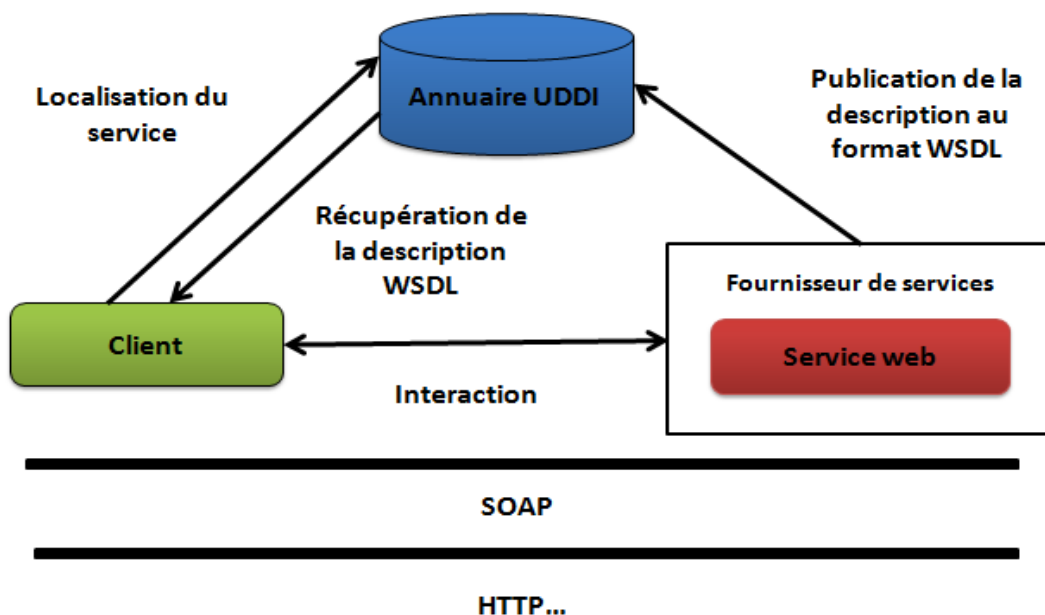 Annuaire UDDI
Localisation du
service
Publication de la
description au
format WSDL
Récupération de
la description
WSDL
Fournisseur de services
Client
Service web
Interaction
SOAP
HTTP...